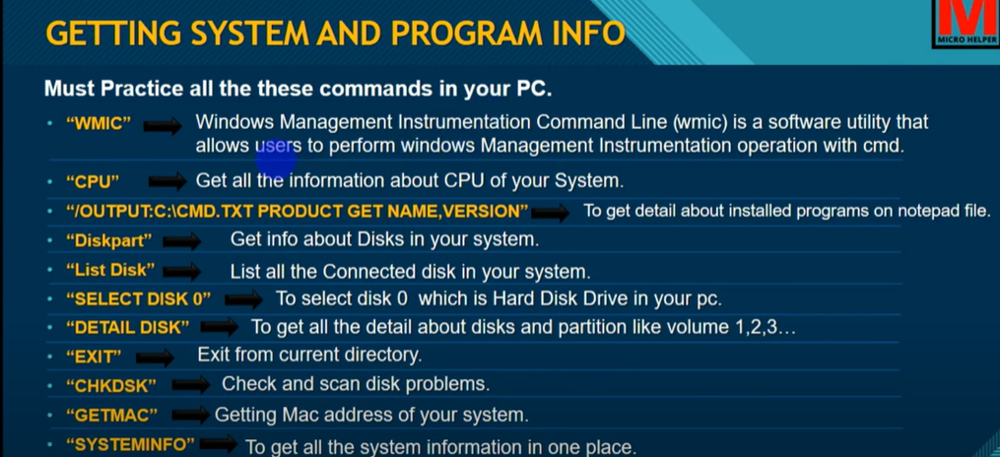 GETTING SYSTEM AND PROGRAM INFO
M
MICRO HELPER
Must Practice all the these commands in your PC.
• “WMIC” Windows Management Instrumentation Command Line (wmic) is a software utility that
allows users to perform windows Management Instrumentation operation with cmd.
• “CPU” Get all the information about CPU of your System.
• “/OUTPUT:C:\CMD.TXT PRODUCT GET NAME,VERSION” To get detail about installed programs on notepad file.
• “Diskpart” Get info about Disks in your system.
• “List Disk” List all the Connected disk in your system.
• “SELECT DISK 0” To select disk 0 which is Hard Disk Drive in your pc.
• “DETAIL DISK” To get all the detail about disks and partition like volume 1,2,3…
• “EXIT” Exit from current directory.
• “CHKDSK” Check and scan disk problems.
• “GETMAC” Getting Mac address of your system.
• “SYSTEMINFO” To get all the system information in one place.